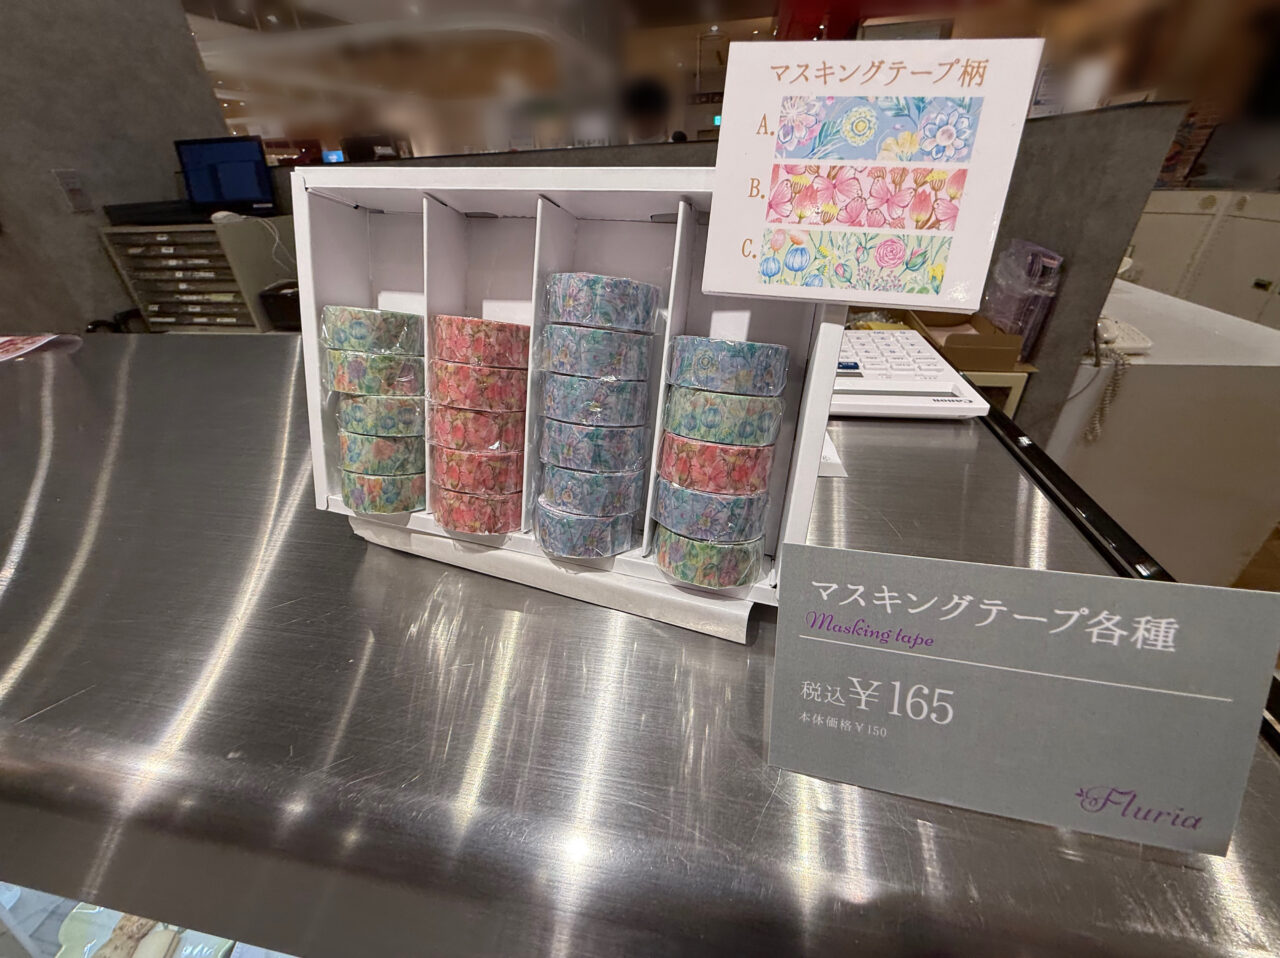 マスキングテープ柄
A.
B.
C.
Canon
マスキングテープ各種
Masking tape
税込¥165
本体価格¥150
Fluria